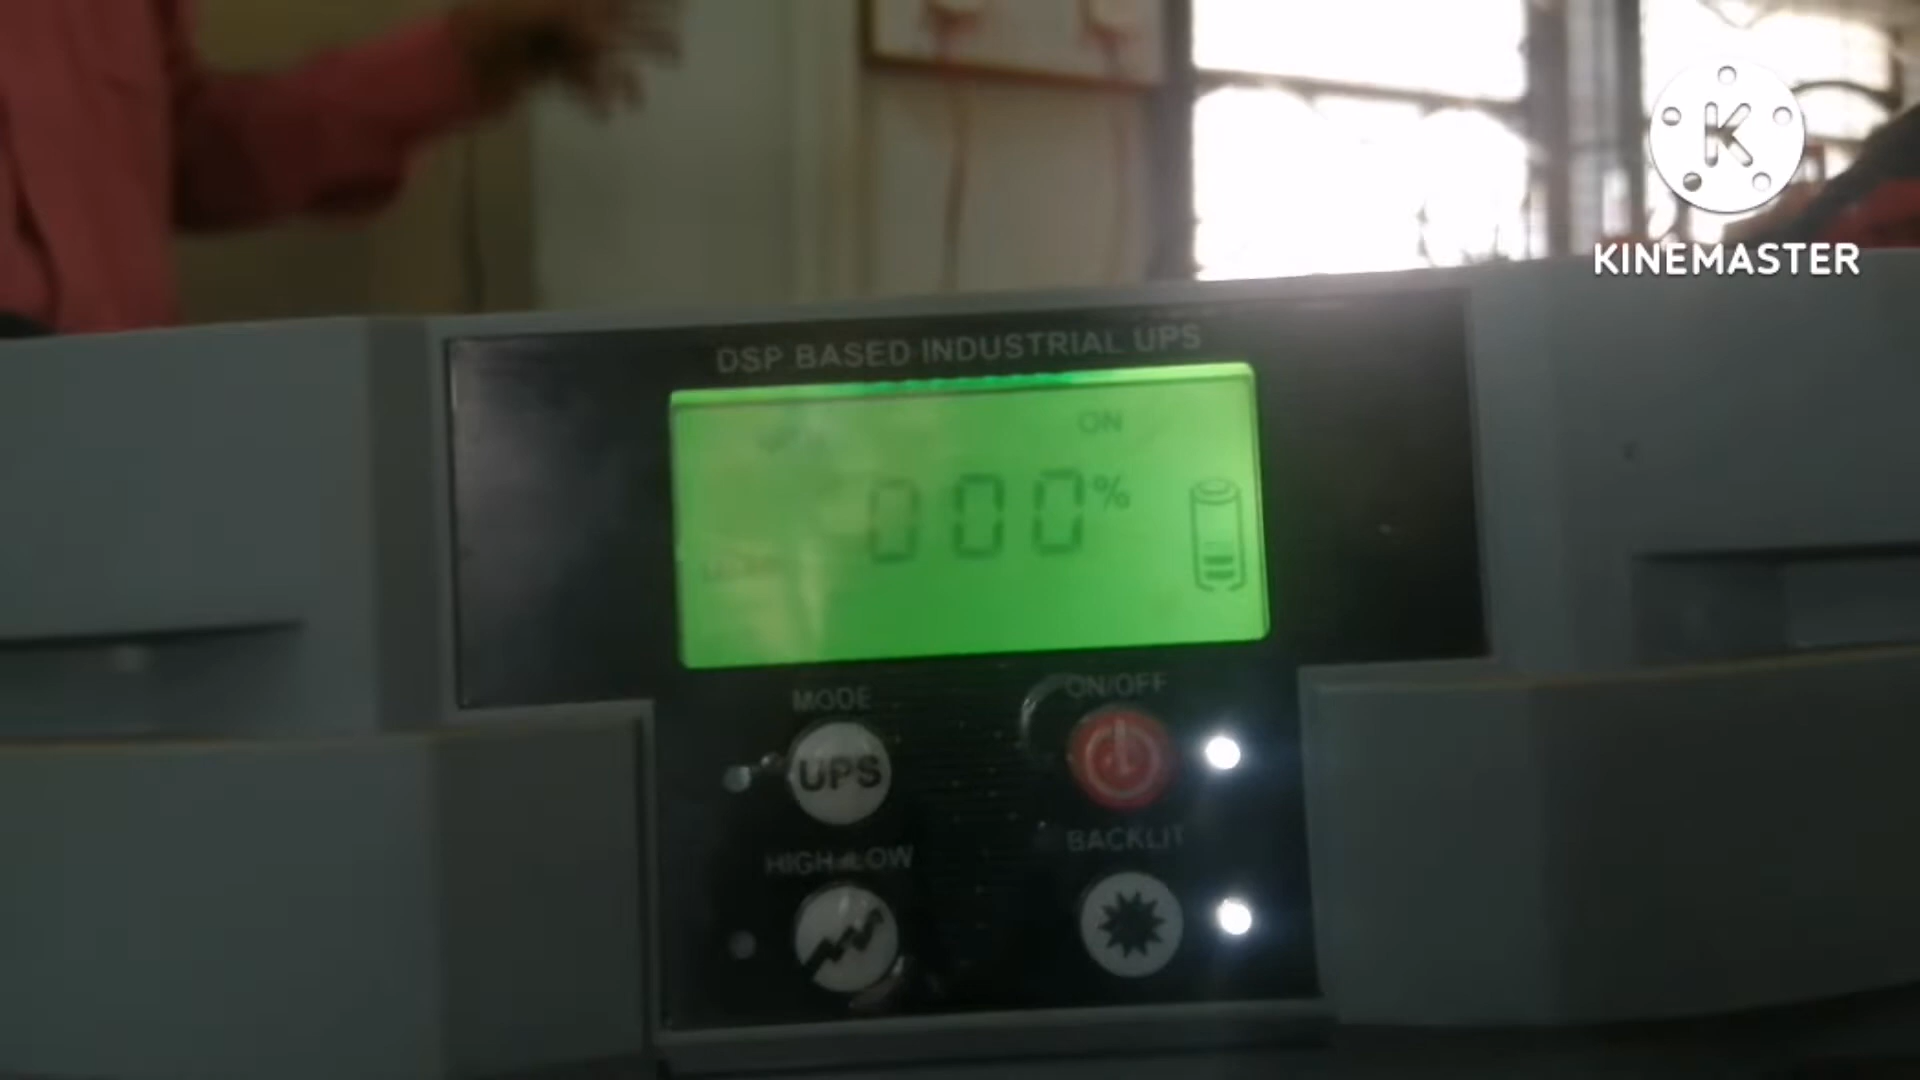 K
KINEMASTER
DSP BASED INDUSTRIAL UPS
ON
000%
MODE
ON/OFF
UPS
BACKLIT
HIGH/LOW